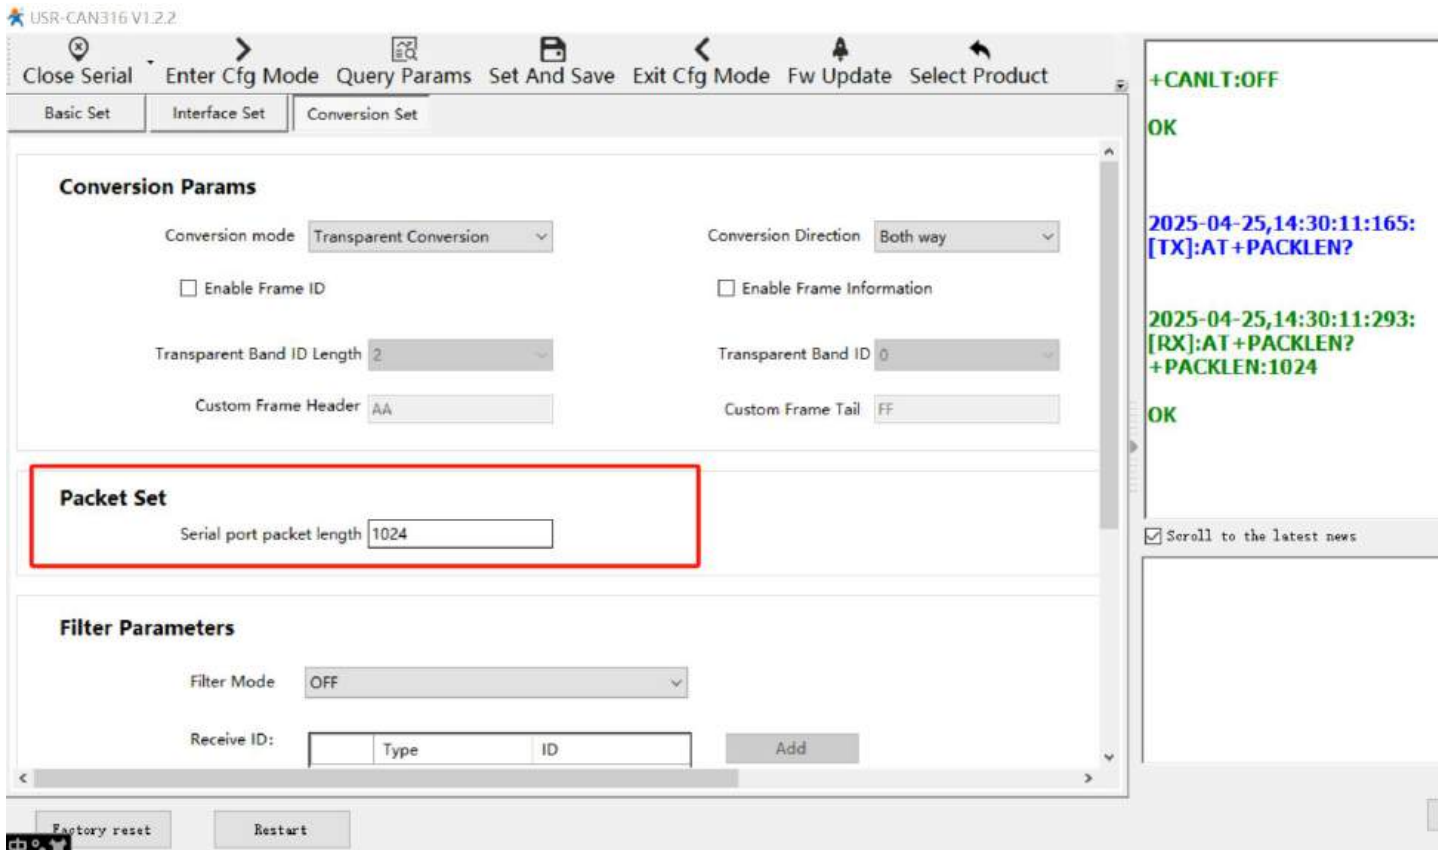 USR-CAN316 V1.2.2
Close Serial Enter Cfg Mode Query Params Set And Save Exit Cfg Mode Fw Update Select Product
Basic Set Interface Set Conversion Set
Conversion Params
Conversion mode Transparent Conversion Conversion Direction Both way
Enable Frame ID Enable Frame Information
Transparent Band ID Length 2 Transparent Band ID 0
Custom Frame Header AA Custom Frame Tail FF
Packet Set
Serial port packet length 1024
Filter Parameters
Filter Mode OFF
Receive ID: Type ID Add
Factory reset Restart
中
+CANLT:OFF
OK
2025-04-25,14:30:11:165:
[TX]:AT+PACKLEN?
2025-04-25,14:30:11:293:
[RX]:AT+PACKLEN?
+PACKLEN:1024
OK
Scroll to the latest news